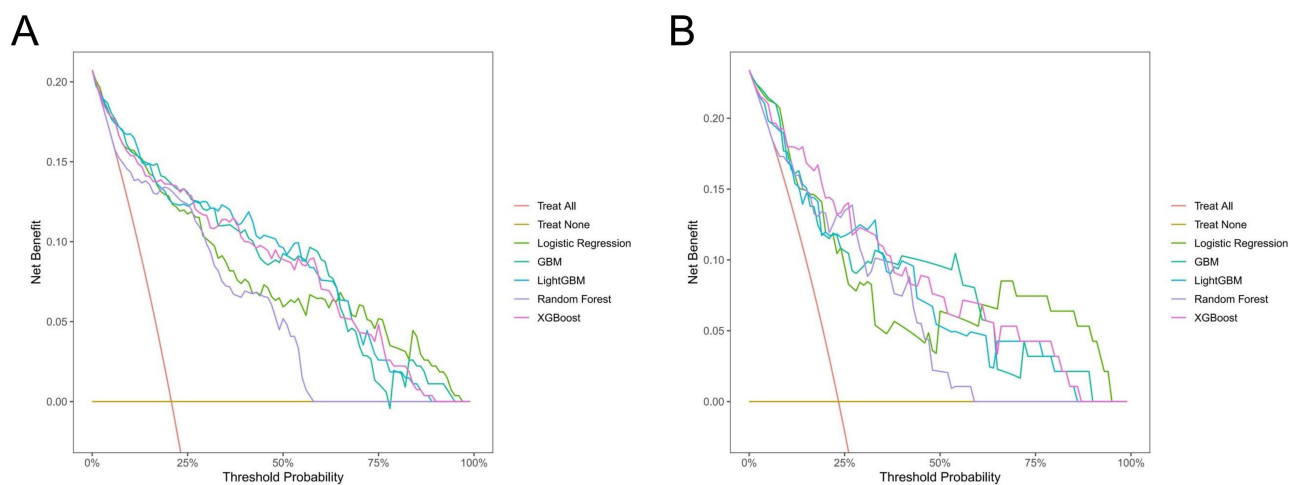 A
Net Benefit
0.20
0.15
0.10
0.05
0.00
0%
25%
50%
75%
100%
Threshold Probability
Treat All
Treat None
Logistic Regression
GBM
LightGBM
Random Forest
XGBoost
B
Net Benefit
0.20
0.15
0.10
0.05
0.00
0%
25%
50%
75%
100%
Threshold Probability
Treat All
Treat None
Logistic Regression
GBM
LightGBM
Random Forest
XGBoost